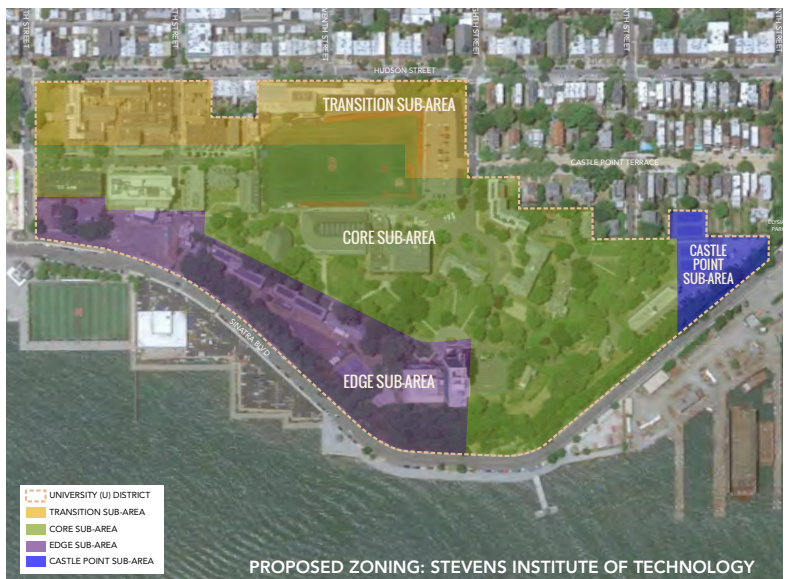 SEVENTH STREET
HUDSON STREET
TRANSITION SUB-AREA
CASTLE POINT TERRACE
CORE SUB-AREA
CASTLE
POINT
SUB-AREA
SINATRA BLVD
EDGE SUB-AREA
UNIVERSITY (U) DISTRICT
TRANSITION SUB-AREA
CORE SUB-AREA
EDGE SUB-AREA
CASTLE POINT SUB-AREA
PROPOSED ZONING: STEVENS INSTITUTE OF TECHNOLOGY